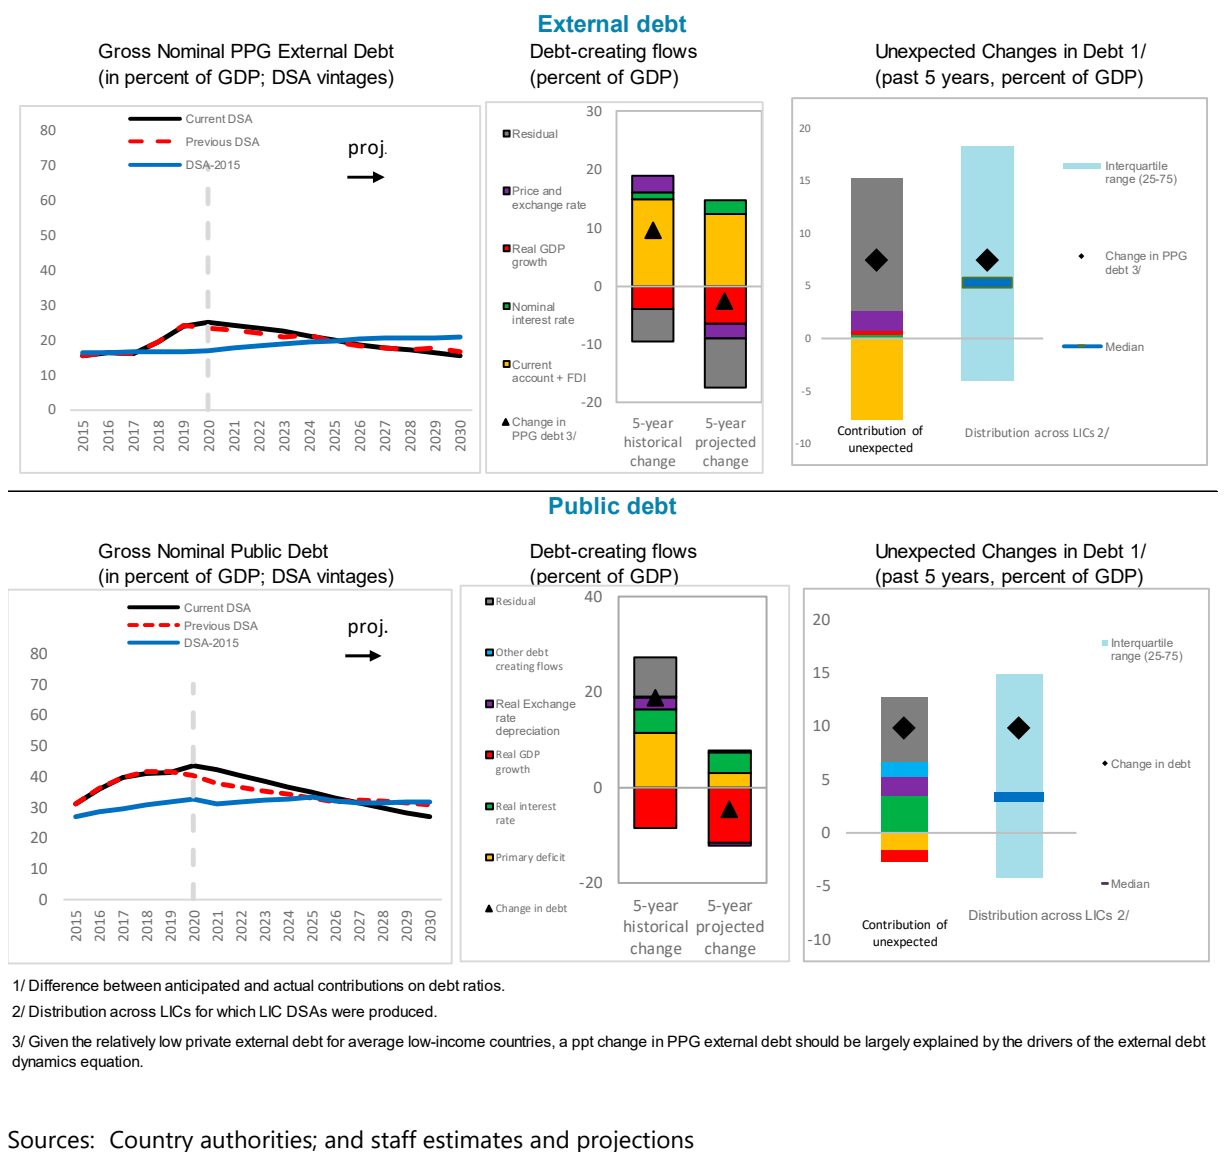 External debt
Gross Nominal PPG External Debt
(in percent of GDP; DSA vintages)
Debt-creating flows
(percent of GDP)
Unexpected Changes in Debt 1/
(past 5 years, percent of GDP)
Current DSA
Previous DSA
DSA-2015
proj.
80
70
60
50
40
30
20
10
0
2015 2016 2017 2018 2019 2020 2021 2022 2023 2024 2025 2026 2027 2028 2029 2030
Residual
Price and
exchange rate
Real GDP
growth
Nominal
interest rate
Current
account + FDI
Change in
PPG debt 3/
30
20
10
0
-10
-20
5-year
historical
change
5-year
projected
change
20
15
10
5
0
-5
-10
Contribution of
unexpected
Distribution across LICs 2/
Interquartile
range (25-75)
Change in PPG
debt 3/
Median
Public debt
Gross Nominal Public Debt
(in percent of GDP; DSA vintages)
Debt-creating flows
(percent of GDP)
Unexpected Changes in Debt 1/
(past 5 years, percent of GDP)
Current DSA
Previous DSA
DSA-2015
proj.
80
70
60
50
40
30
20
10
0
2015 2016 2017 2018 2019 2020 2021 2022 2023 2024 2025 2026 2027 2028 2029 2030
Residual
Other debt
creating flows
Real Exchange
rate
depreciation
Real GDP
growth
Real interest
rate
Primary deficit
Change in debt
40
20
0
-20
5-year
historical
change
5-year
projected
change
20
15
10
5
0
-5
-10
Contribution of
unexpected
Distribution across LICs 2/
Interquartile
range (25-75)
Change in debt
Median
1/ Difference between anticipated and actual contributions on debt ratios.
2/ Distribution across LICs for which LIC DSAs were produced.
3/ Given the relatively low private external debt for average low-income countries, a ppt change in PPG external debt should be largely explained by the drivers of the external debt
dynamics equation.
Sources: Country authorities; and staff estimates and projections